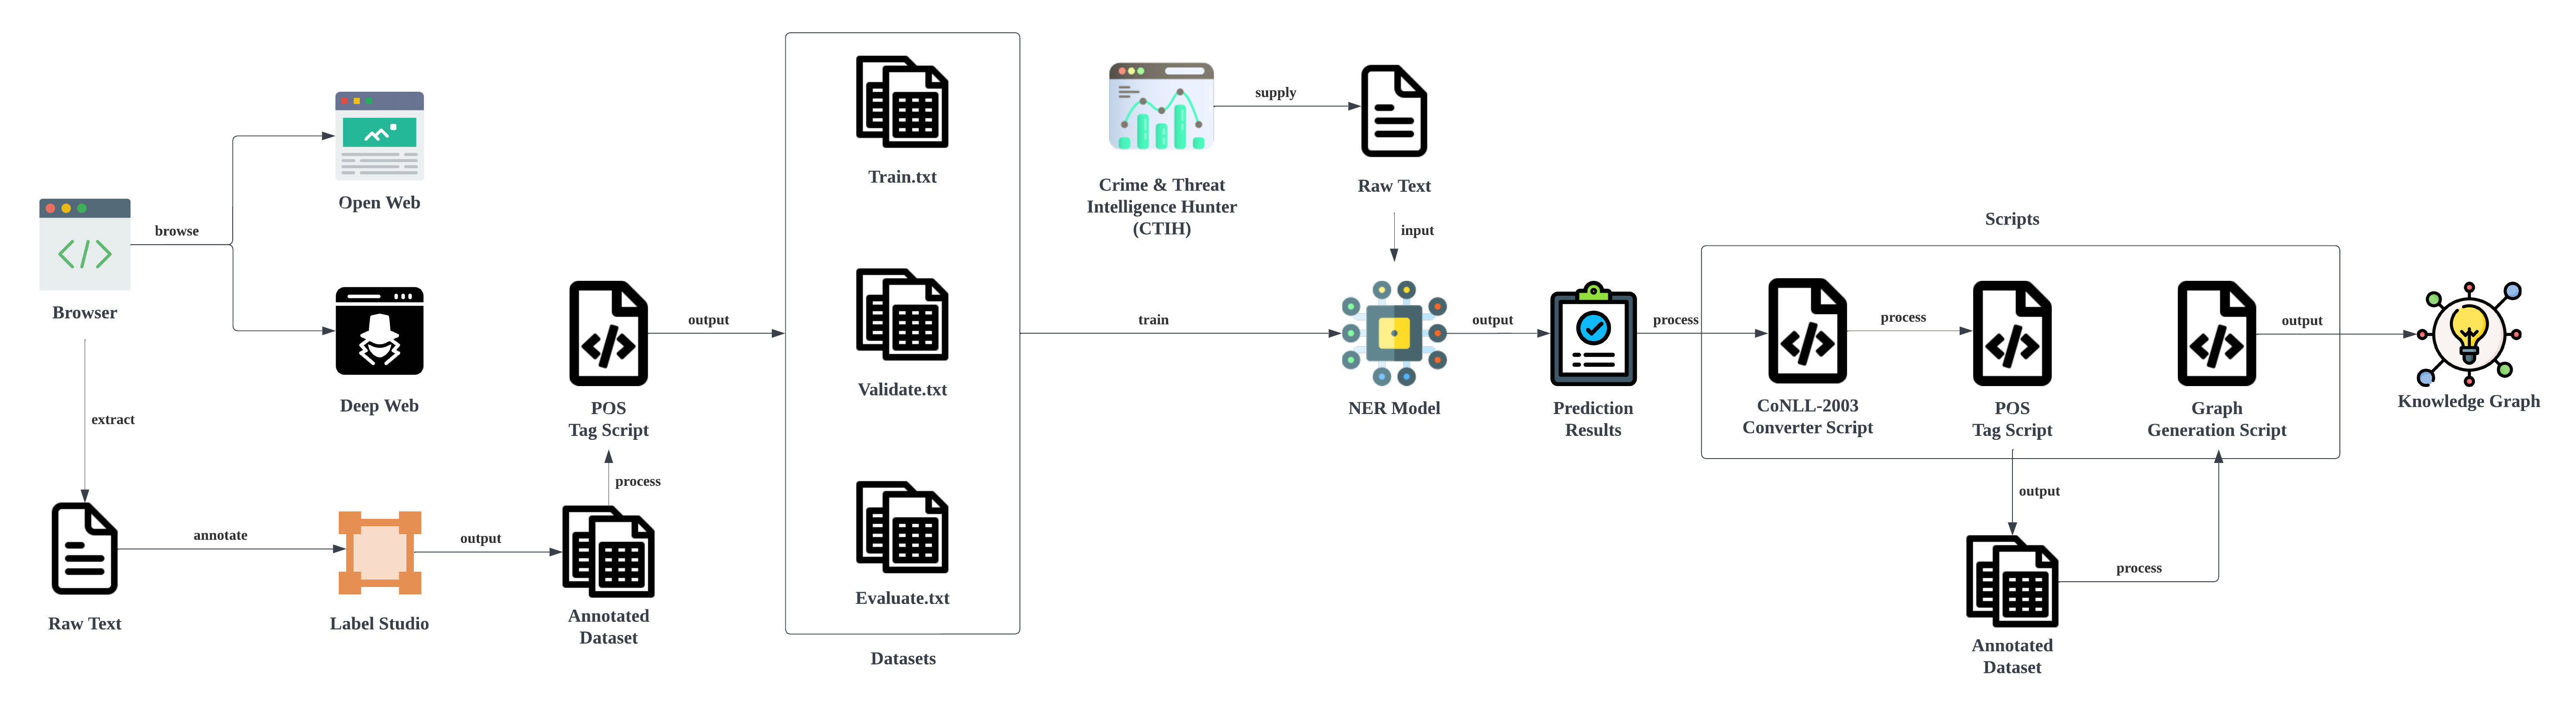 browse
Browser
Open Web
Deep Web
extract
Raw Text
annotate
Label Studio
output
Annotated
Dataset
process
POS
Tag Script
output
Train.txt
Validate.txt
Evaluate.txt
Datasets
train
Crime & Threat
Intelligence Hunter
(CTIH)
supply
Raw Text
input
NER Model
output
Prediction
Results
process
Scripts
CoNLL-2003
Converter Script
process
POS
Tag Script
output
Annotated
Dataset
process
Graph
Generation Script
output
Knowledge Graph